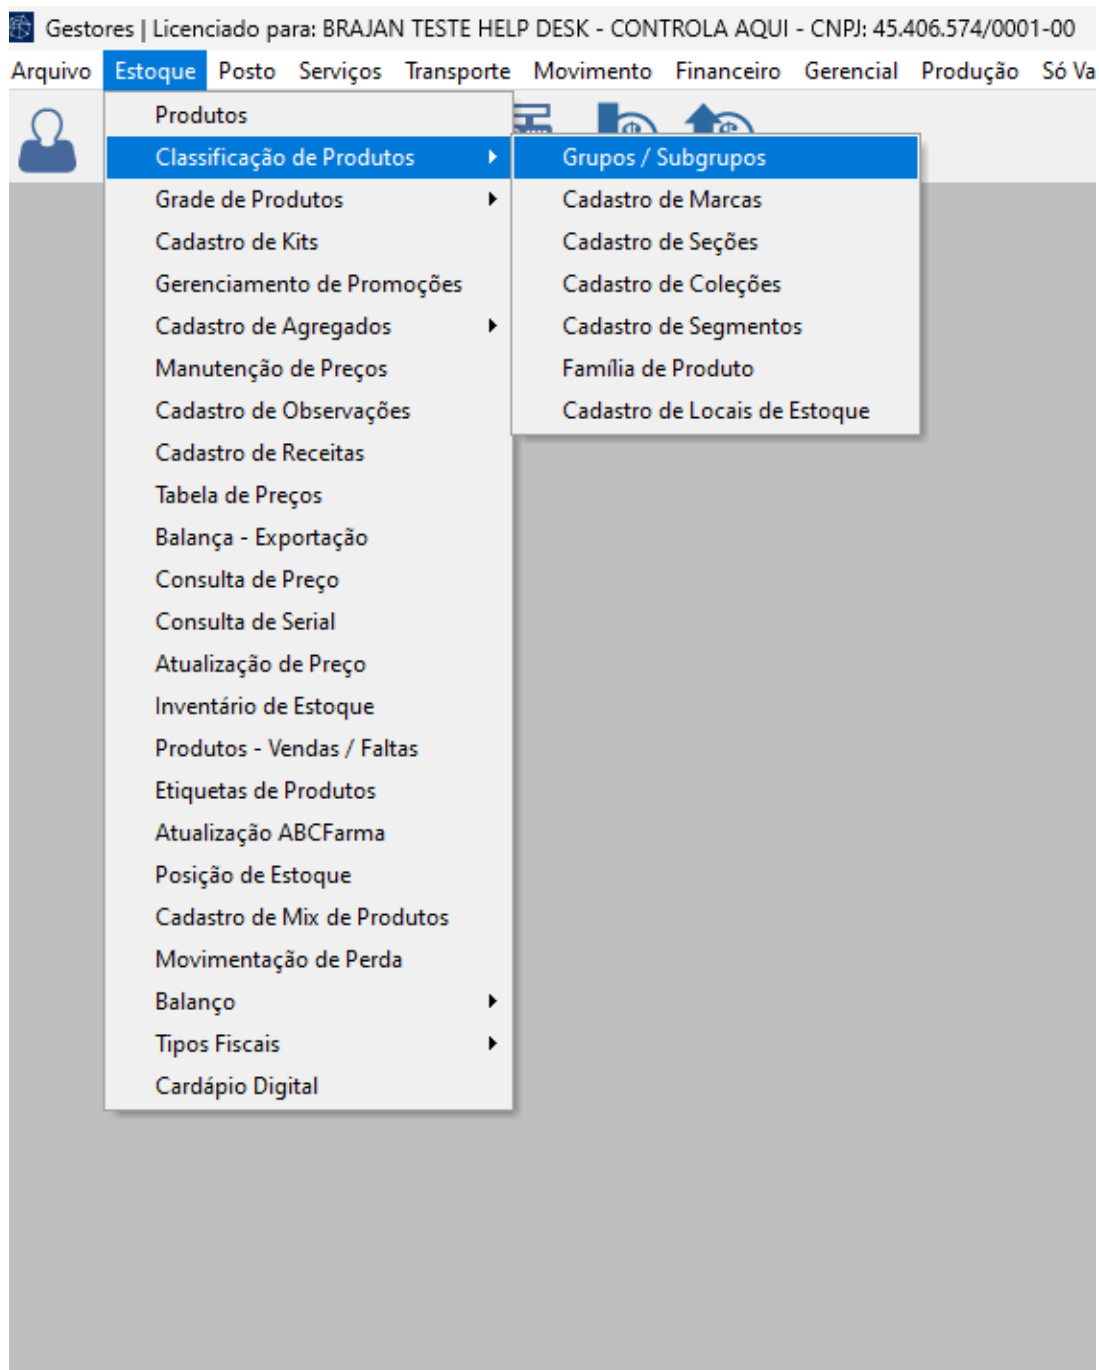 Gestores | Licenciado para: BRAJAN TESTE HELP DESK - CONTROLA AQUI - CNPJ: 45.406.574/0001-00
Arquivo Estoque Posto Serviços Transporte Movimento Financeiro Gerencial Produção Só Va
Produtos
Classificação de Produtos
Grade de Produtos
Cadastro de Kits
Gerenciamento de Promoções
Cadastro de Agregados
Manutenção de Preços
Cadastro de Observações
Cadastro de Receitas
Tabela de Preços
Balança - Exportação
Consulta de Preço
Consulta de Serial
Atualização de Preço
Inventário de Estoque
Produtos - Vendas / Faltas
Etiquetas de Produtos
Atualização ABCFarma
Posição de Estoque
Cadastro de Mix de Produtos
Movimentação de Perda
Balanço
Tipos Fiscais
Cardápio Digital
Grupos / Subgrupos
Cadastro de Marcas
Cadastro de Seções
Cadastro de Coleções
Cadastro de Segmentos
Família de Produto
Cadastro de Locais de Estoque